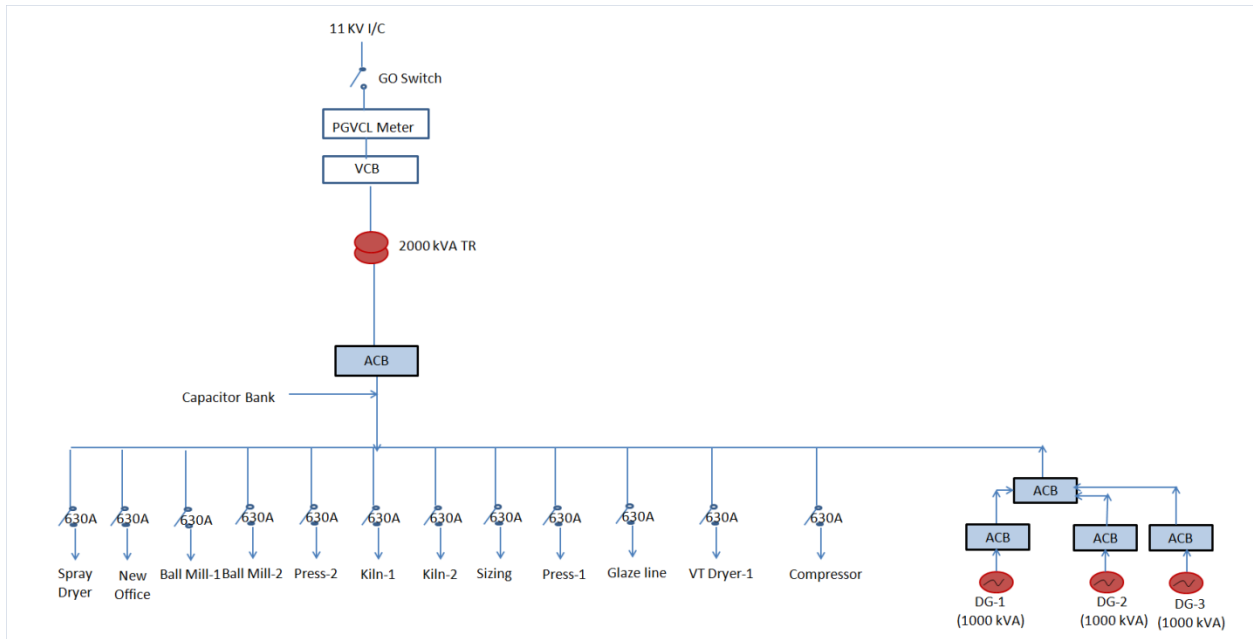 11 KV I/C
GO Switch
PGVCL Meter
VCB
2000 kVA TR
ACB
Capacitor Bank
630A 630A 630A 630A 630A 630A 630A 630A 630A 630A 630A 630A
Spray Dryer
New Office
Ball Mill-1
Ball Mill-2
Press-2
Kiln-1
Kiln-2
Sizing
Press-1
Glaze line
VT Dryer-1
Compressor
ACB
ACB
ACB
ACB
DG-1
(1000 kVA)
DG-2
(1000 kVA)
DG-3
(1000 kVA)